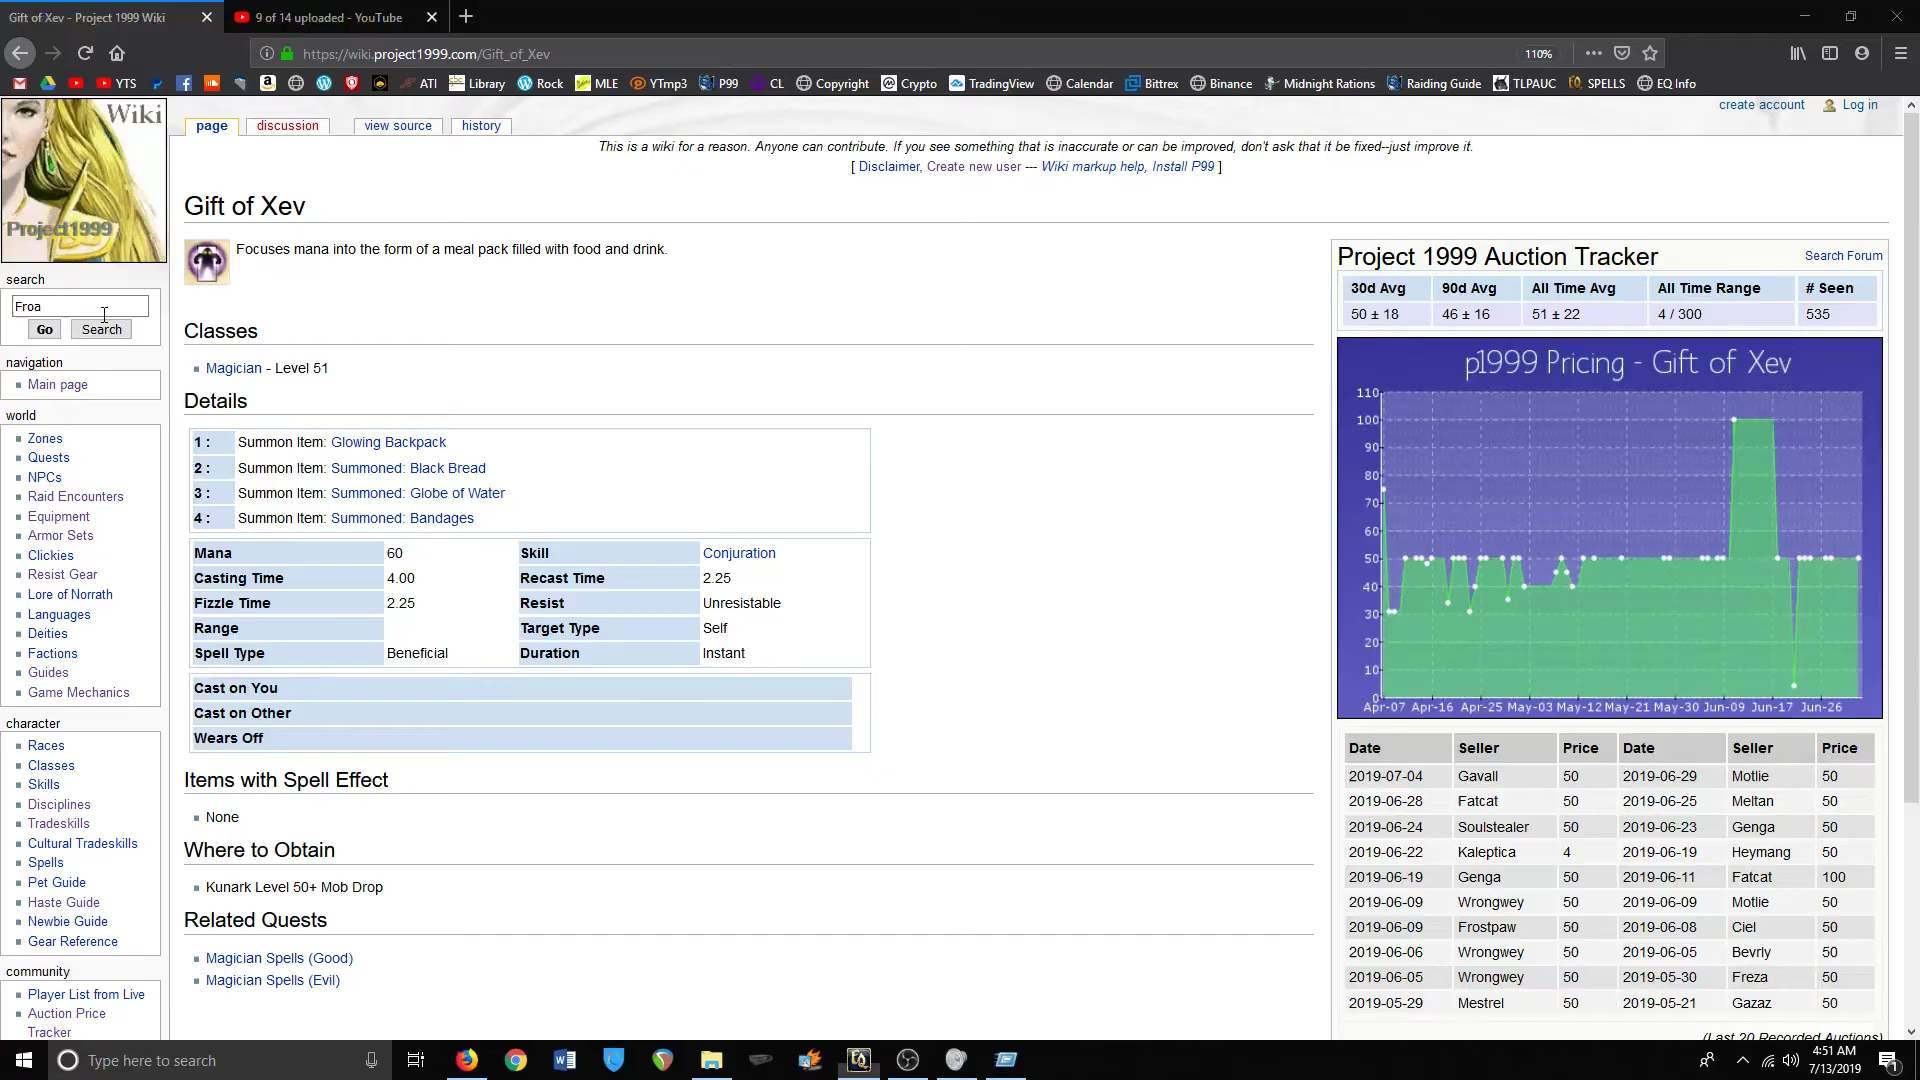 Gift of Xev - Project 1999 Wiki
9 of 14 uploaded - YouTube
https://wiki.project1999.com/Gift_of_Xev
110%
YTS
ATI
Library
Rock
MLE
YTmp3
P99
CL
Copyright
Crypto
TradingView
Calendar
Bittrex
Binance
Midnight Rations
Raiding Guide
TLPAUC
SPELLS
EQ Info
Wiki
Project1999
create account
Log in
page
discussion
view source
history
This is a wiki for a reason. Anyone can contribute. If you see something that is inaccurate or can be improved, don't ask that it be fixed--just improve it.
[ Disclaimer, Create new user --- Wiki markup help, Install P99 ]
search
Froa
Go Search
navigation
Main page
world
Zones
Quests
NPCs
Raid Encounters
Equipment
Armor Sets
Clickies
Resist Gear
Lore of Norrath
Languages
Deities
Factions
Guides
Game Mechanics
character
Races
Classes
Skills
Disciplines
Tradeskills
Cultural Tradeskills
Spells
Pet Guide
Haste Guide
Newbie Guide
Gear Reference
community
Player List from Live
Auction Price
Tracker
Gift of Xev
Focuses mana into the form of a meal pack filled with food and drink.
Classes
Magician - Level 51
Details
1 : Summon Item: Glowing Backpack
2 : Summon Item: Summoned: Black Bread
3 : Summon Item: Summoned: Globe of Water
4 : Summon Item: Summoned: Bandages
Mana 60 Skill Conjuration
Casting Time 4.00 Recast Time 2.25
Fizzle Time 2.25 Resist Unresistable
Range Target Type Self
Spell Type Beneficial Duration Instant
Cast on You
Cast on Other
Wears Off
Items with Spell Effect
None
Where to Obtain
Kunark Level 50+ Mob Drop
Related Quests
Magician Spells (Good)
Magician Spells (Evil)
Project 1999 Auction Tracker
Search Forum
30d Avg 90d Avg All Time Avg All Time Range # Seen
50 ± 18 46 ± 16 51 ± 22 4 / 300 535
p1999 Pricing - Gift of Xev
110
100
90
80
70
60
50
40
30
20
10
0
Apr-07 Apr-16 Apr-25 May-03 May-12 May-21 May-30 Jun-09 Jun-17 Jun-26
Date Seller Price Date Seller Price
2019-07-04 Gavall 50 2019-06-29 Motlie 50
2019-06-28 Fatcat 50 2019-06-25 Meltan 50
2019-06-24 Soulstealer 50 2019-06-23 Genga 50
2019-06-22 Kaleptica 4 2019-06-19 Heymang 50
2019-06-19 Genga 50 2019-06-11 Fatcat 100
2019-06-09 Wrongwey 50 2019-06-09 Motlie 50
2019-06-09 Frostpaw 50 2019-06-08 Ciel 50
2019-06-06 Wrongwey 50 2019-06-05 Bevrly 50
2019-06-05 Wrongwey 50 2019-05-30 Freza 50
2019-05-29 Mestrel 50 2019-05-21 Gazaz 50
(Last 20 Recorded Auctions)
Type here to search
4:51 AM
7/13/2019
1